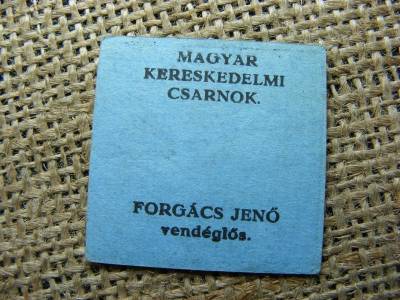 MAGYAR
KERESKEDELMI
CSARNOK.
FORGÁCS JENŐ
vendéglős.